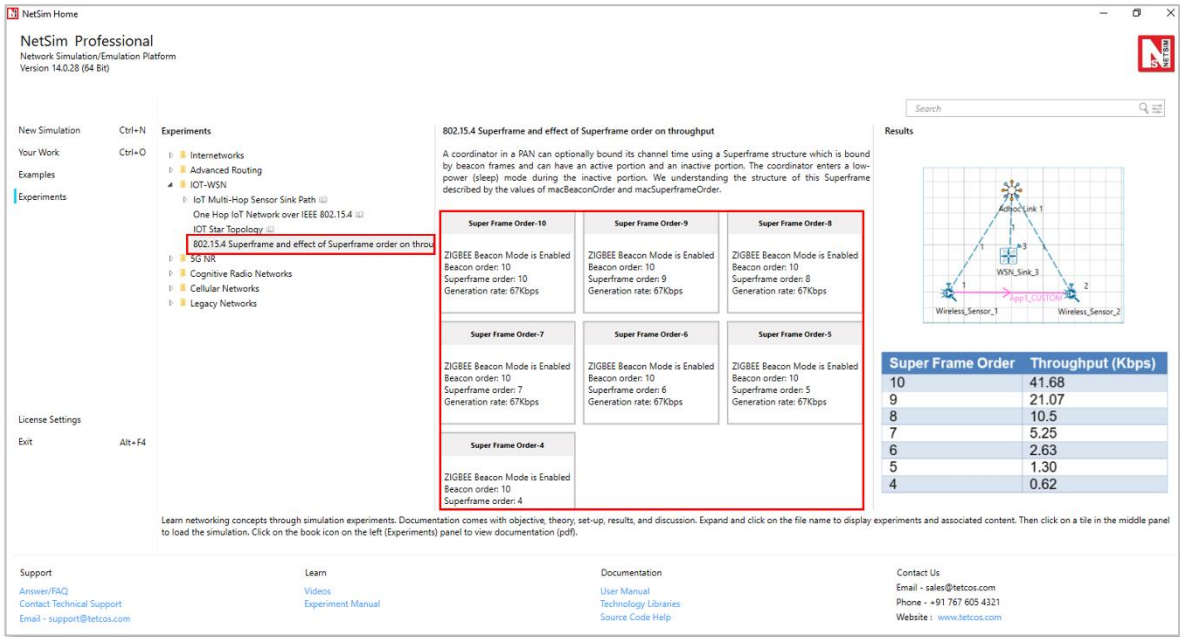 NetSim Home
NetSim Professional
Network Simulation/Emulation Platform
Version 14.0.28 (64 Bit)
NETSIM
Search
New Simulation Ctrl+N
Your Work Ctrl+O
Examples
Experiments
License Settings
Exit Alt+F4
Experiments
Internetworks
Advanced Routing
IOT-WSN
IoT Multi-Hop Sensor Sink Path
One Hop IoT Network over IEEE 802.15.4
IOT Star Topology
802.15.4 Superframe and effect of Superframe order on throu
5G NR
Cognitive Radio Networks
Cellular Networks
Legacy Networks
802.15.4 Superframe and effect of Superframe order on throughput
A coordinator in a PAN can optionally bound its channel time using a Superframe structure which is bound
by beacon frames and can have an active portion and an inactive portion. The coordinator enters a low-
power (sleep) mode during the inactive portion. We understanding the structure of this Superframe
described by the values of macBeaconOrder and macSuperframeOrder.
Super Frame Order-10
ZIGBEE Beacon Mode is Enabled
Beacon order: 10
Superframe order: 10
Generation rate: 67Kbps
Super Frame Order-9
ZIGBEE Beacon Mode is Enabled
Beacon order: 10
Superframe order: 9
Generation rate: 67Kbps
Super Frame Order-8
ZIGBEE Beacon Mode is Enabled
Beacon order: 10
Superframe order: 8
Generation rate: 67Kbps
Super Frame Order-7
ZIGBEE Beacon Mode is Enabled
Beacon order: 10
Superframe order: 7
Generation rate: 67Kbps
Super Frame Order-6
ZIGBEE Beacon Mode is Enabled
Beacon order: 10
Superframe order: 6
Generation rate: 67Kbps
Super Frame Order-5
ZIGBEE Beacon Mode is Enabled
Beacon order: 10
Superframe order: 5
Generation rate: 67Kbps
Super Frame Order-4
ZIGBEE Beacon Mode is Enabled
Beacon order: 10
Superframe order: 4
Results
Adhoc Link 1
1
1 3 1
WSN_Sink_3
1 2
App1_CUSTOM
Wireless_Sensor_1 Wireless_Sensor_2
Super Frame Order Throughput (Kbps)
10 41.68
9 21.07
8 10.5
7 5.25
6 2.63
5 1.30
4 0.62
Learn networking concepts through simulation experiments. Documentation comes with objective, theory, set-up, results, and discussion. Expand and click on the file name to display experiments and associated content. Then click on a tile in the middle panel
to load the simulation. Click on the book icon on the left (Experiments) panel to view documentation (pdf).
Support
Answer/FAQ
Contact Technical Support
Email - support@tetcos.com
Learn
Videos
Experiment Manual
Documentation
User Manual
Technology Libraries
Source Code Help
Contact Us
Email - sales@tetcos.com
Phone - +91 767 605 4321
Website : www.tetcos.com